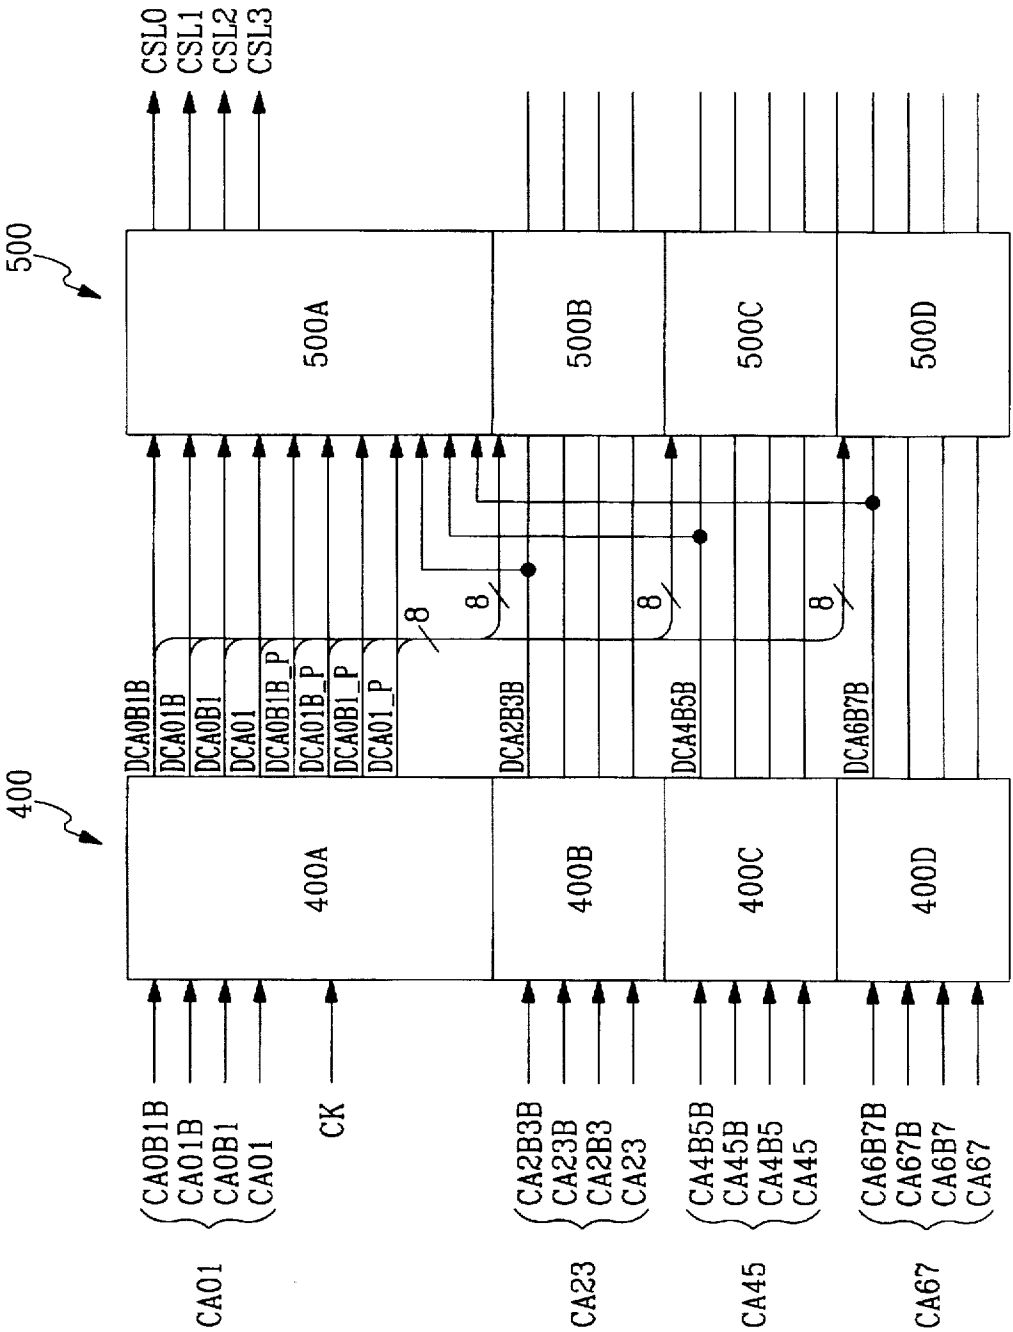 CA01
CA0B1B
CA01B
CA0B1
CA01
CK
CA23
CA2B3B
CA23B
CA2B3
CA23
CA45
CA4B5B
CA45B
CA4B5
CA45
CA67
CA6B7B
CA67B
CA6B7
CA67
400
400A
400B
400C
400D
DCA0B1B
DCA01B
DCA0B1
DCA01
DCA0B1B_P
DCA01B_P
DCA0B1_P
DCA01_P
DCA2B3B
DCA4B5B
DCA6B7B
8
8
8
8
500
500A
500B
500C
500D
CSL0
CSL1
CSL2
CSL3